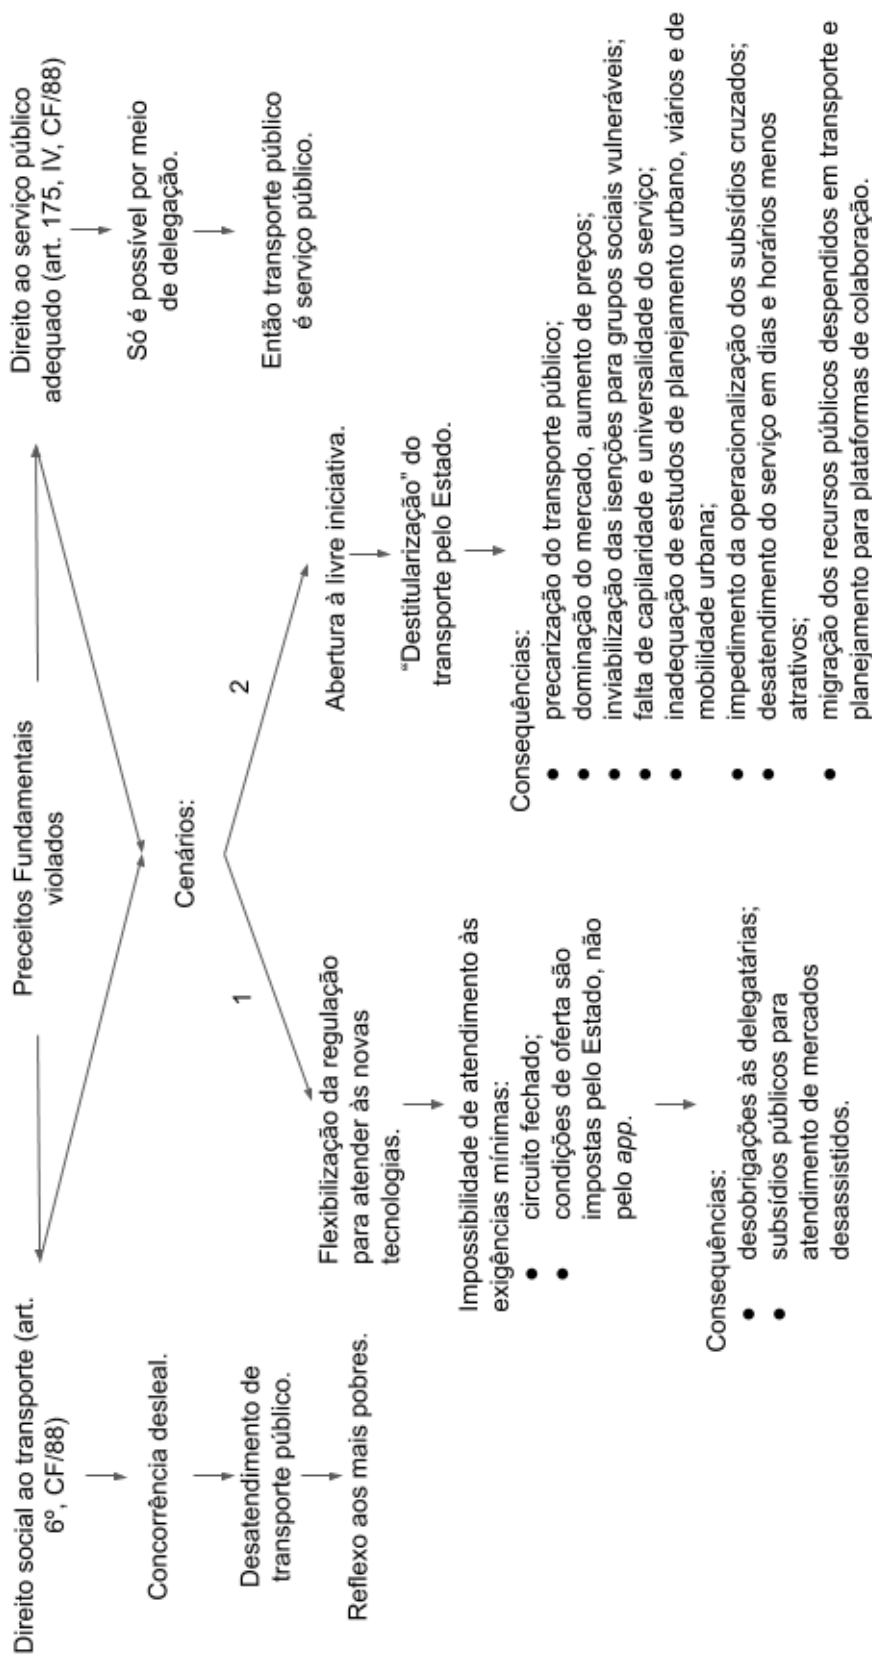 Preceitos Fundamentais
violados
Direito social ao transporte (art.
6º, CF/88)
Concorrência desleal.
Desatendimento de
transporte público.
Reflexo aos mais pobres.
Direito ao serviço público
adequado (art. 175, IV, CF/88)
Só é possível por meio
de delegação.
Então transporte público
é serviço público.
Cenários:
1
Flexibilização da regulação
para atender às novas
tecnologias.
Impossibilidade de atendimento às
exigências mínimas:
● circuito fechado;
● condições de oferta são
impostas pelo Estado, não
pelo app.
Consequências:
● desobrigações às delegatárias;
● subsídios públicos para
atendimento de mercados
desassistidos.
2
Abertura à livre iniciativa.
“Destitularização” do
transporte pelo Estado.
Consequências:
● precarização do transporte público;
● dominação do mercado, aumento de preços;
● inviabilização das isenções para grupos sociais vulneráveis;
● falta de capilaridade e universalidade do serviço;
● inadequação de estudos de planejamento urbano, viários e de
mobilidade urbana;
● impedimento da operacionalização dos subsídios cruzados;
● desatendimento do serviço em dias e horários menos
atrativos;
● migração dos recursos públicos despendidos em transporte e
planejamento para plataformas de colaboração.